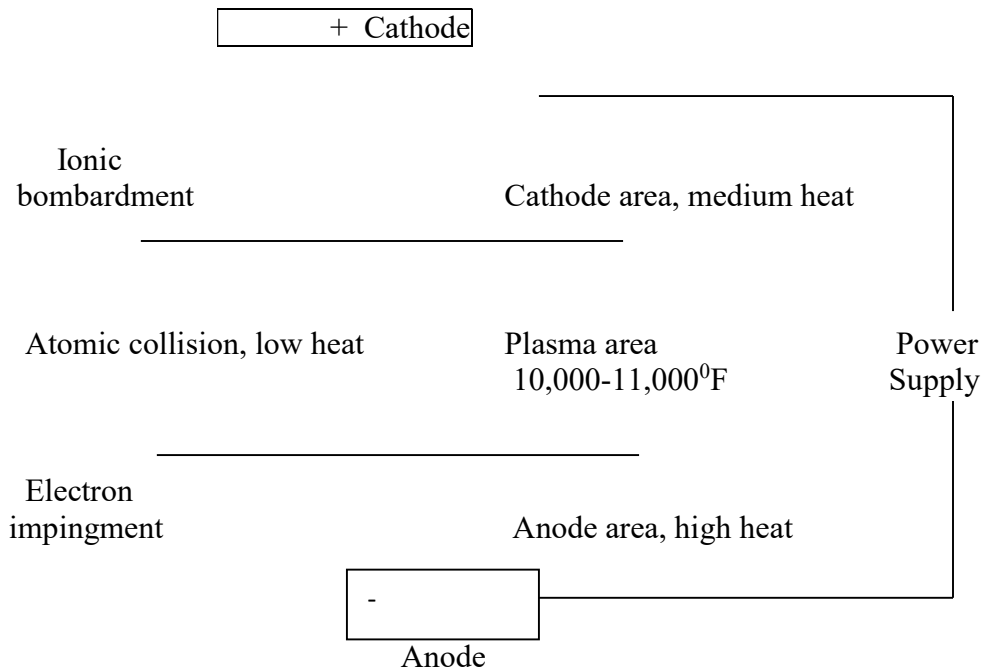 + Cathode
Ionic
bombardment
Cathode area, medium heat
Atomic collision, low heat
Plasma area
10,000-11,000⁰F
Power
Supply
Electron
impingment
Anode area, high heat
-
Anode